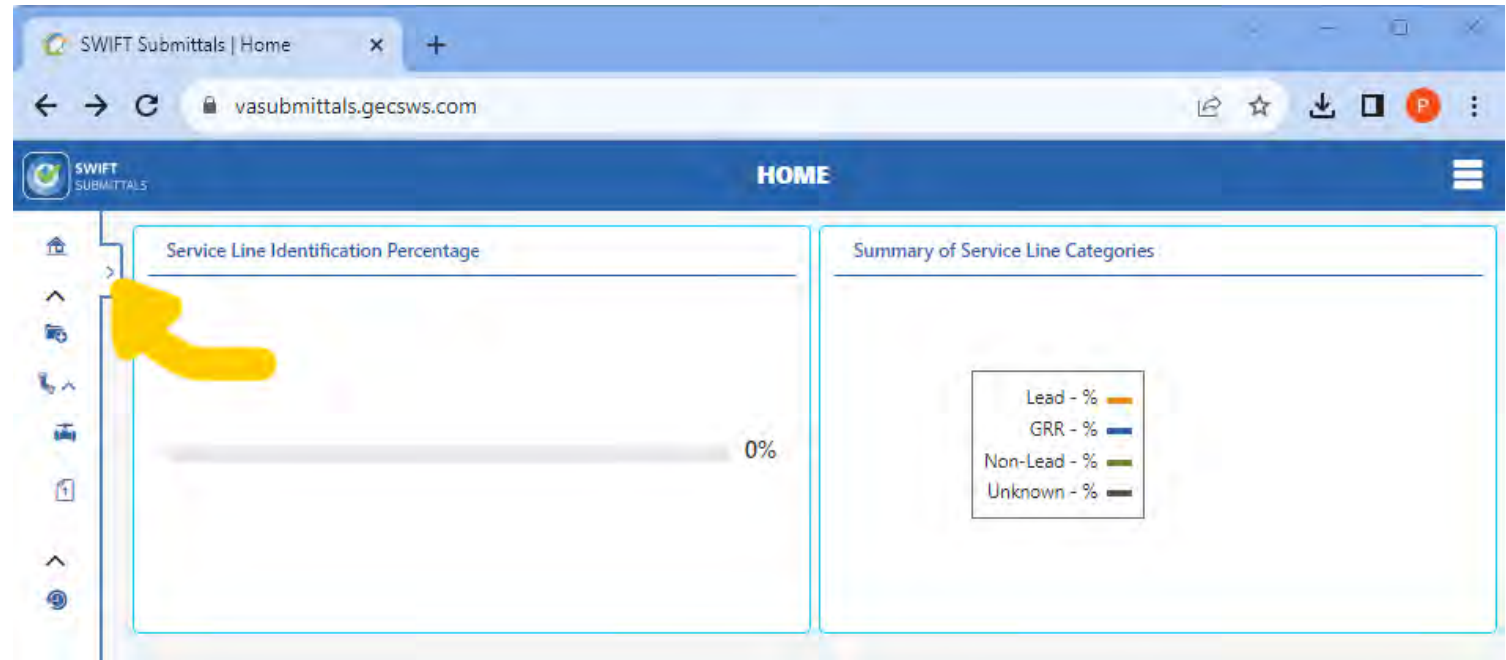 SWIFT Submittals | Home
vasubmittals.gecsws.com
P
SWIFT
SUBMITTALS
HOME
Service Line Identification Percentage
0%
Summary of Service Line Categories
Lead - %
GRR - %
Non-Lead - %
Unknown - %